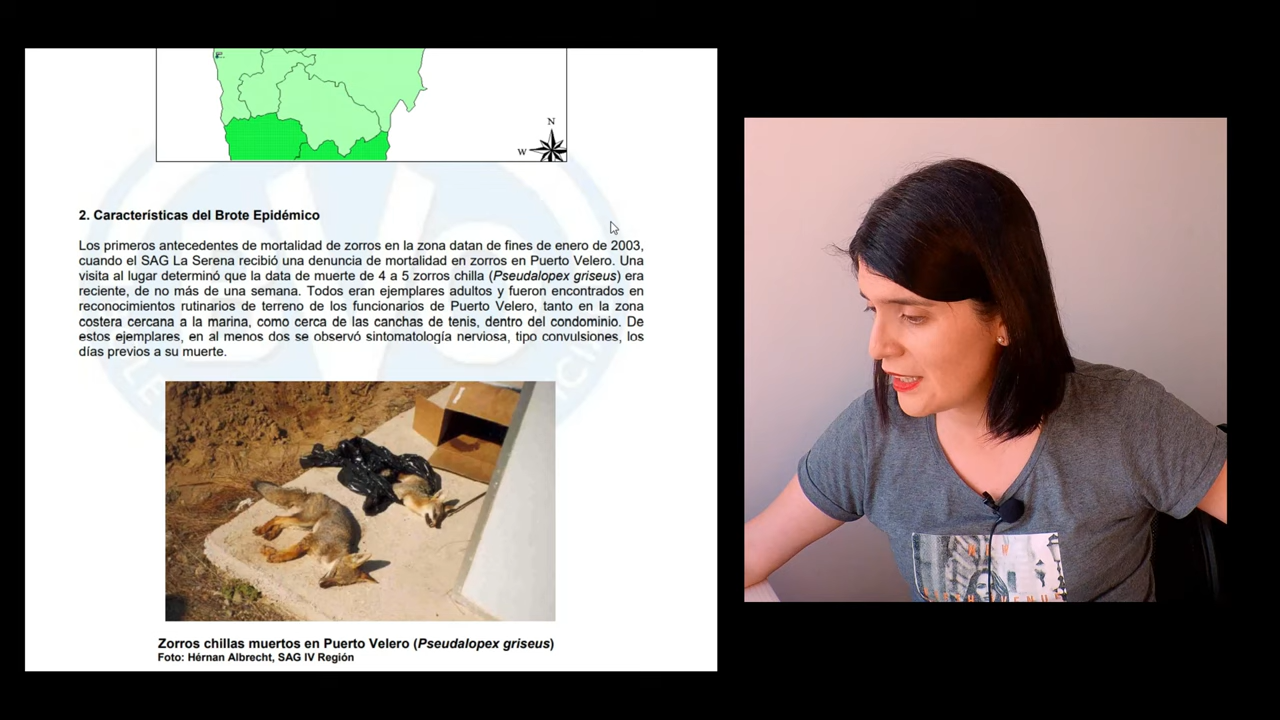 N
W
2. Características del Brote Epidémico
Los primeros antecedentes de mortalidad de zorros en la zona datan de fines de enero de 2003,
cuando el SAG La Serena recibió una denuncia de mortalidad en zorros en Puerto Velero. Una
visita al lugar determinó que la data de muerte de 4 a 5 zorros chilla (Pseudalopex griseus) era
reciente, de no más de una semana. Todos eran ejemplares adultos y fueron encontrados en
reconocimientos rutinarios de terreno de los funcionarios de Puerto Velero, tanto en la zona
costera cercana a la marina, como cerca de las canchas de tenis, dentro del condominio. De
estos ejemplares, en al menos dos se observó sintomatología nerviosa, tipo convulsiones, los
días previos a su muerte.
Zorros chillas muertos en Puerto Velero (Pseudalopex griseus)
Foto: Hérnan Albrecht, SAG IV Región